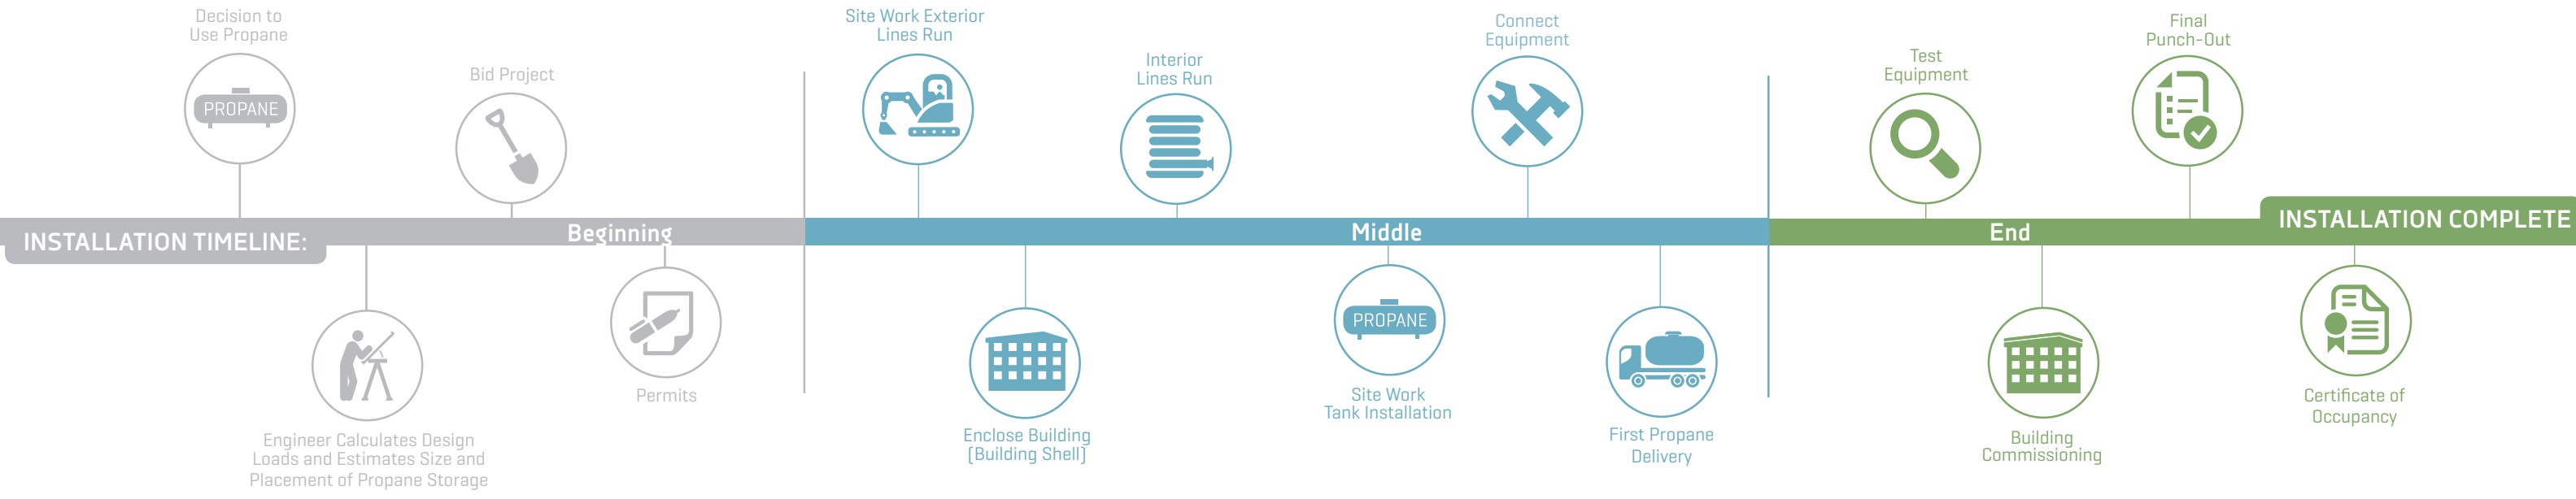 Decision to
Use Propane
PROPANE
Bid Project
Site Work Exterior
Lines Run
Interior
Lines Run
Connect
Equipment
Test
Equipment
Final
Punch-Out
INSTALLATION TIMELINE:
Beginning
Middle
End
INSTALLATION COMPLETE
Engineer Calculates Design
Loads and Estimates Size and
Placement of Propane Storage
Permits
Enclose Building
(Building Shell)
PROPANE
Site Work
Tank Installation
First Propane
Delivery
Building
Commissioning
Certificate of
Occupancy